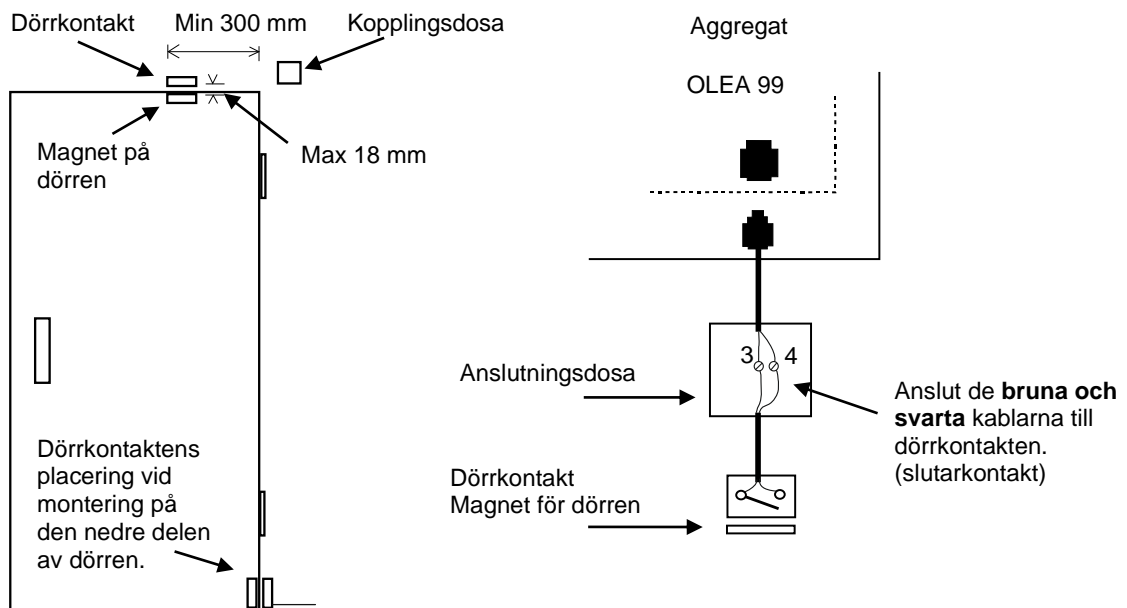 Dörrkontakt
Min 300 mm
Kopplingsdosa
Magnet på
dörren
Max 18 mm
Dörrkontaktens
placering vid
montering på
den nedre delen
av dörren.
Aggregat
OLEA 99
3 4
Anslutningsdosa
Anslut de bruna och
svarta kablarna till
dörrkontakten.
(slutarkontakt)
Dörrkontakt
Magnet för dörren